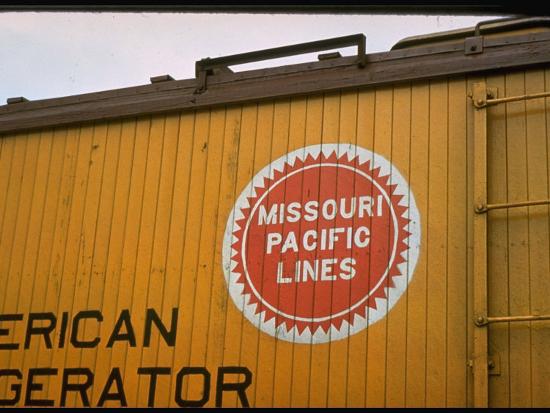 MISSOURI
PACIFIC
LINES
ERICAN
GERATOR